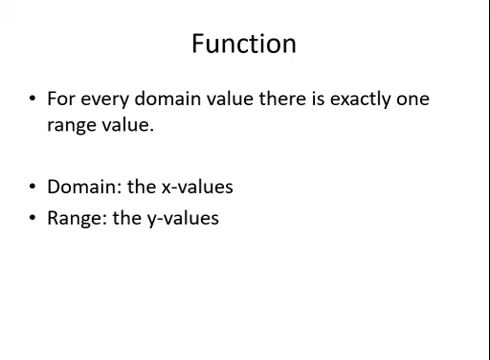 Function
• For every domain value there is exactly one
range value.
• Domain: the x-values
• Range: the y-values